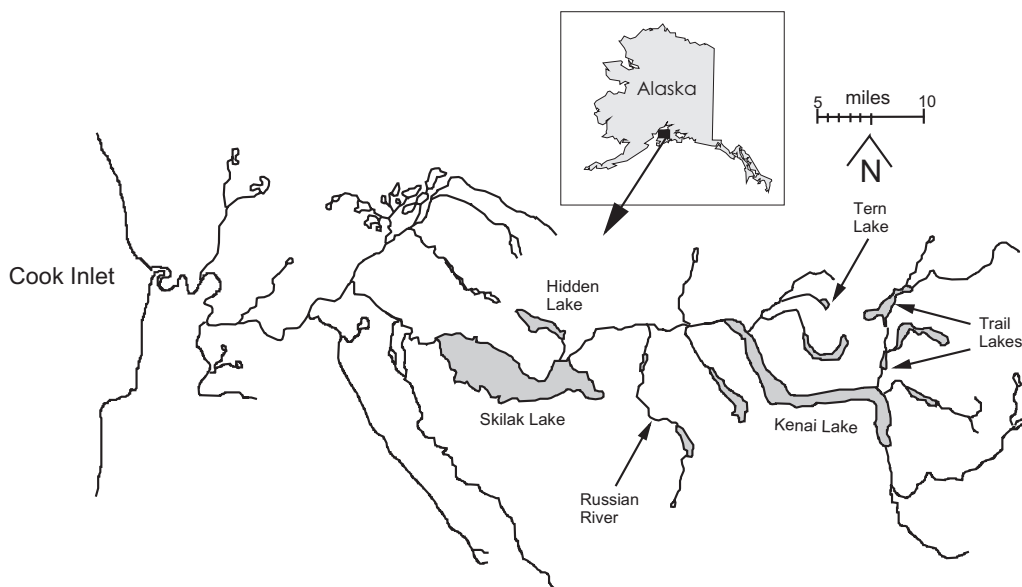 Alaska
5 miles 10
N
Tern
Lake
Cook Inlet
Hidden
Lake
Trail
Lakes
Skilak Lake
Kenai Lake
Russian
River